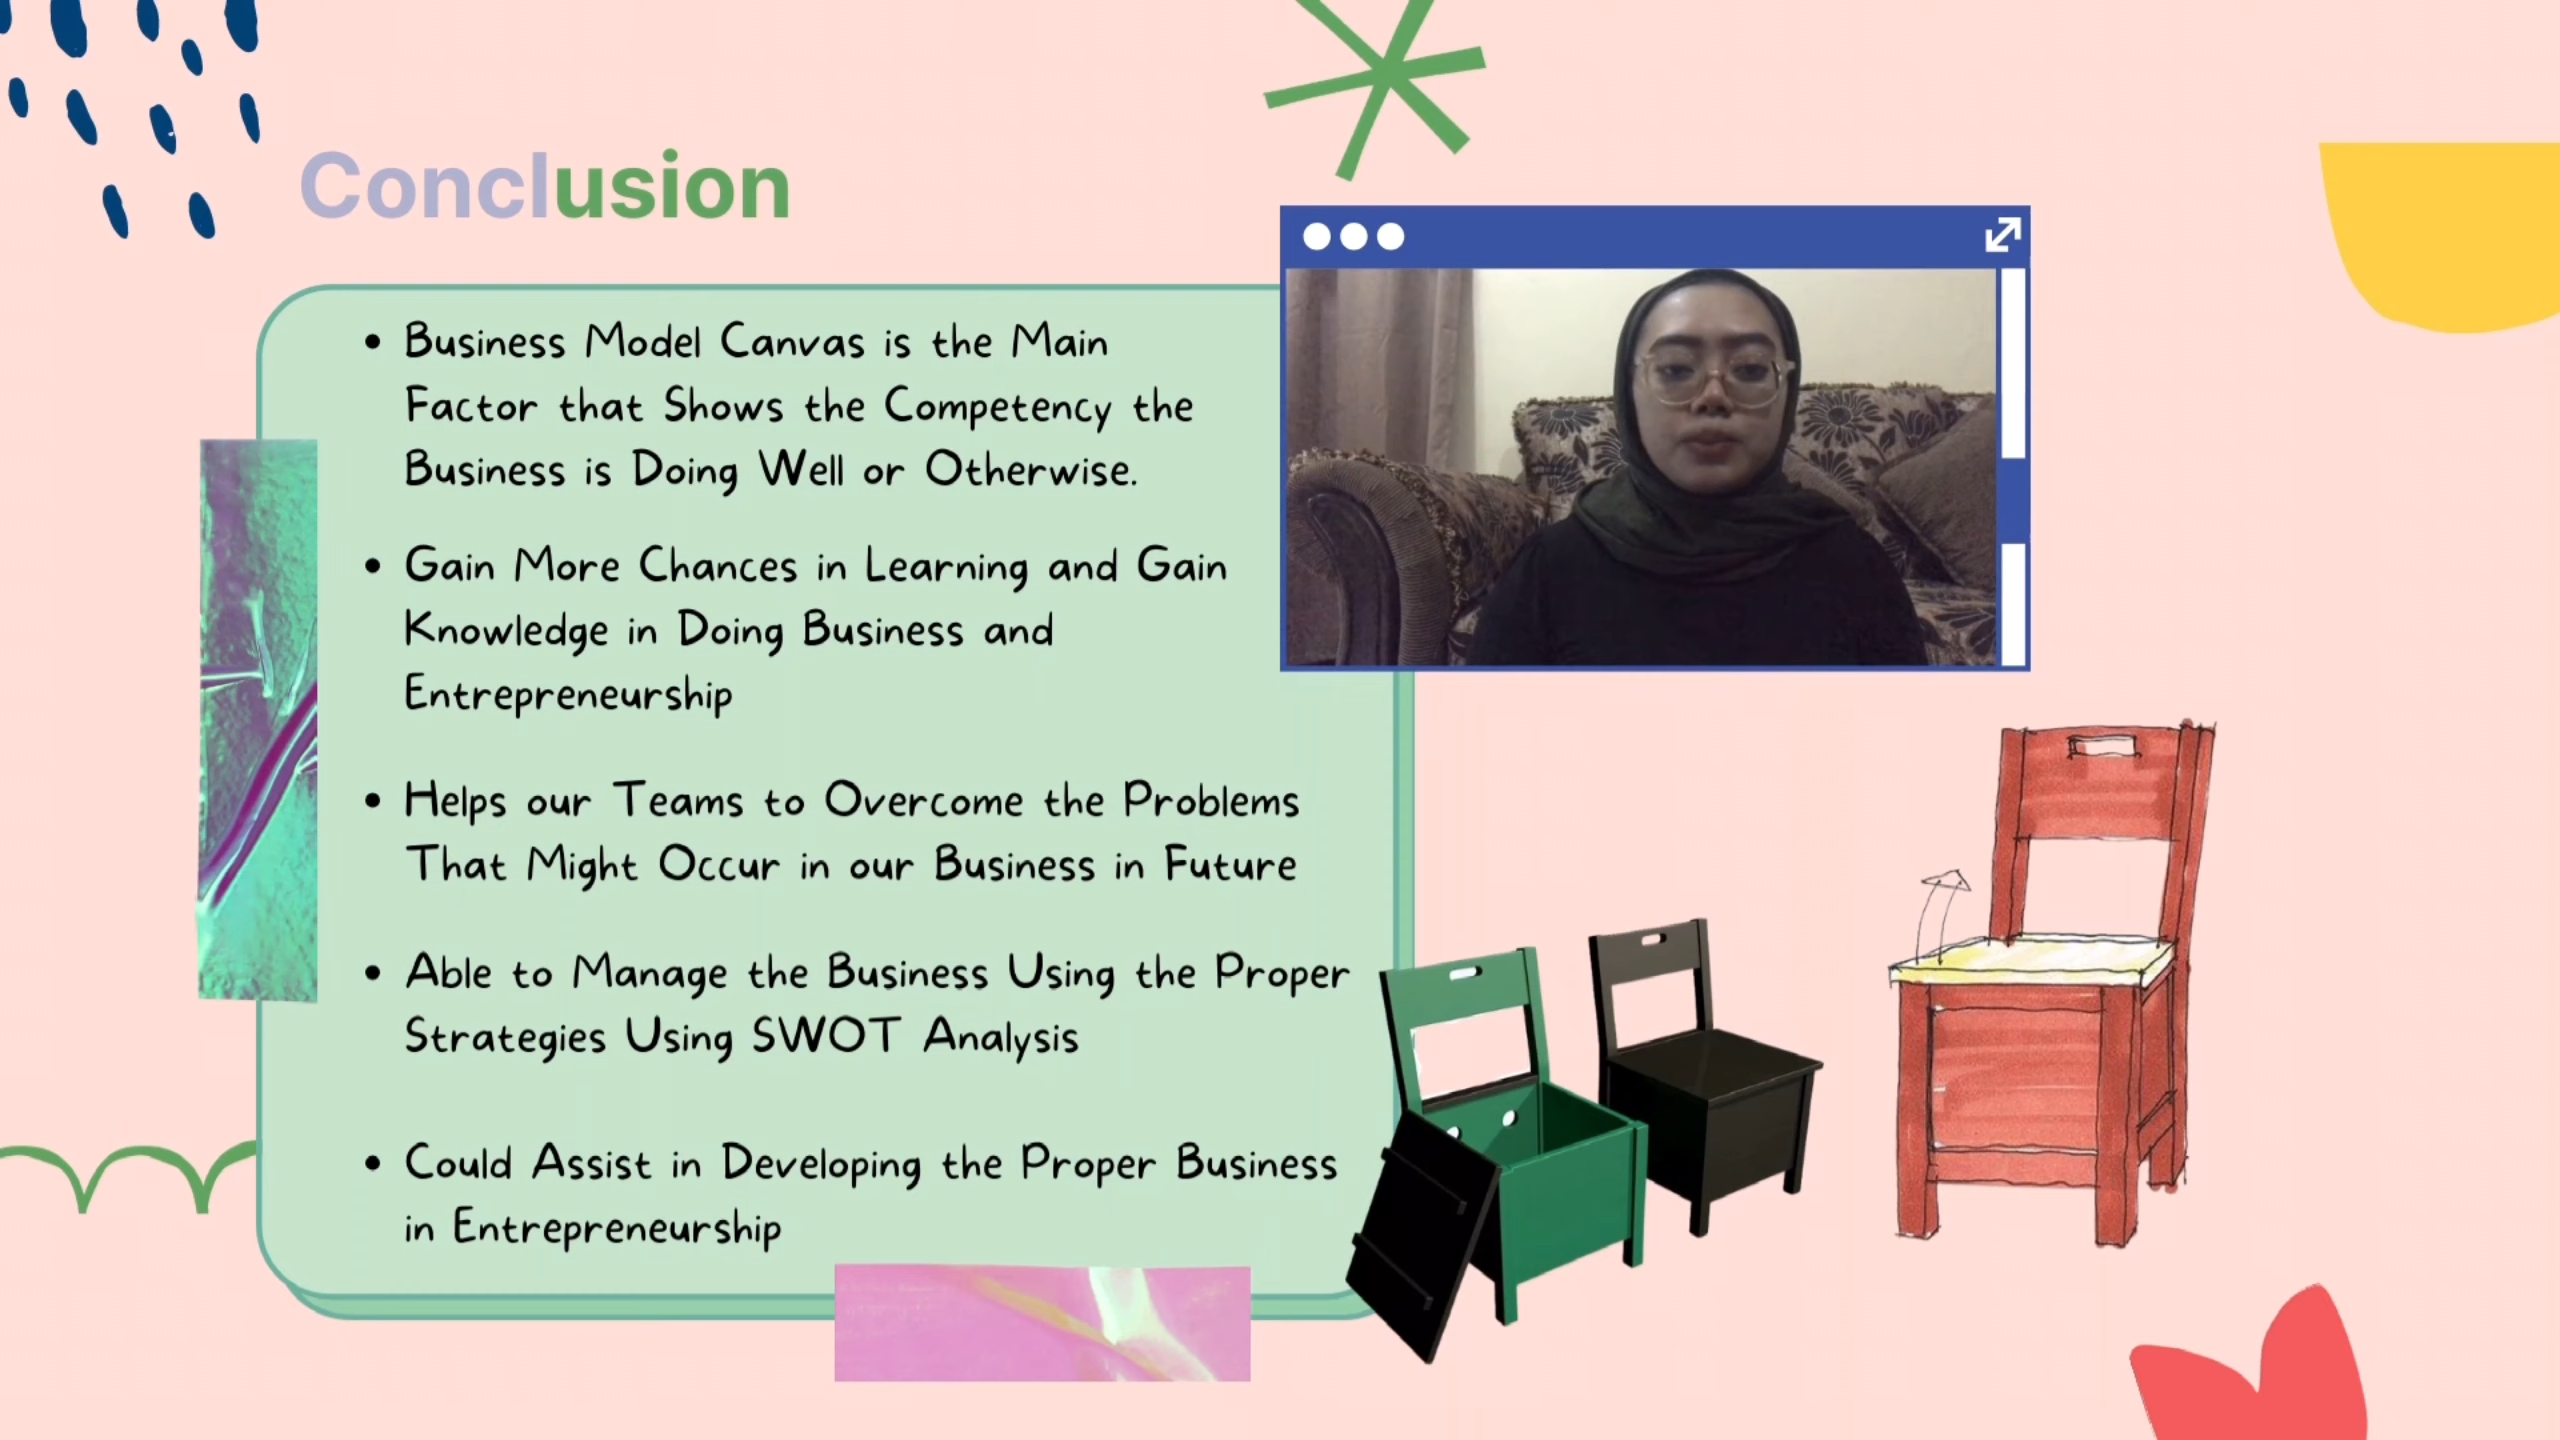 Conclusion
• Business Model Canvas is the Main
Factor that Shows the Competency the
Business is Doing Well or Otherwise.
• Gain More Chances in Learning and Gain
Knowledge in Doing Business and
Entrepreneurship
• Helps our Teams to Overcome the Problems
That Might Occur in our Business in Future
• Able to Manage the Business Using the Proper
Strategies Using SWOT Analysis
• Could Assist in Developing the Proper Business
in Entrepreneurship